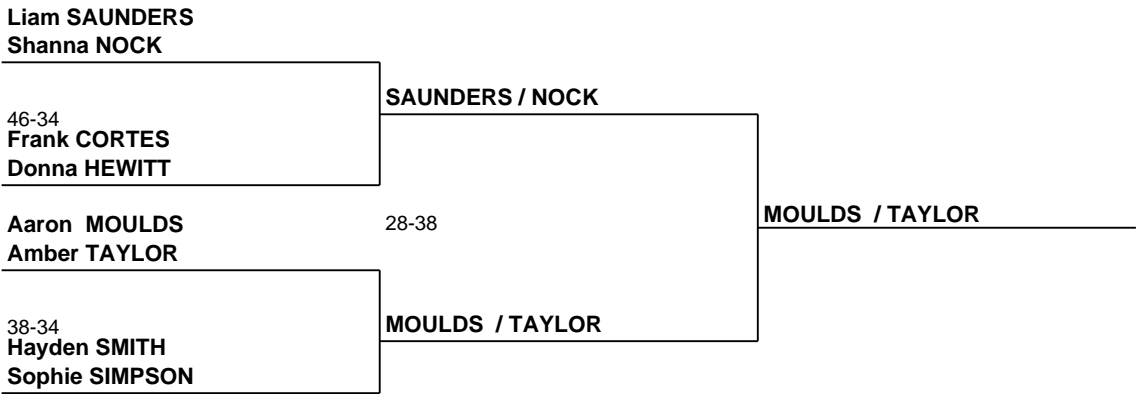 Liam SAUNDERS
Shanna NOCK
SAUNDERS / NOCK
46-34
Frank CORTES
Donna HEWITT
Aaron  MOULDS
Amber TAYLOR
28-38
MOULDS  / TAYLOR
38-34
Hayden SMITH
Sophie SIMPSON
MOULDS  / TAYLOR